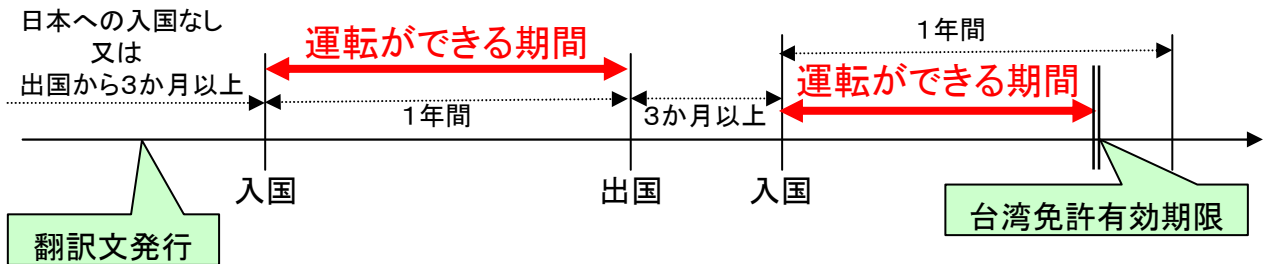 日本への入国なし
又は
出国から3か月以上
運転ができる期間
1年間
3か月以上
1年間
運転ができる期間
入国
出国
入国
翻訳文発行
台湾免許有効期限